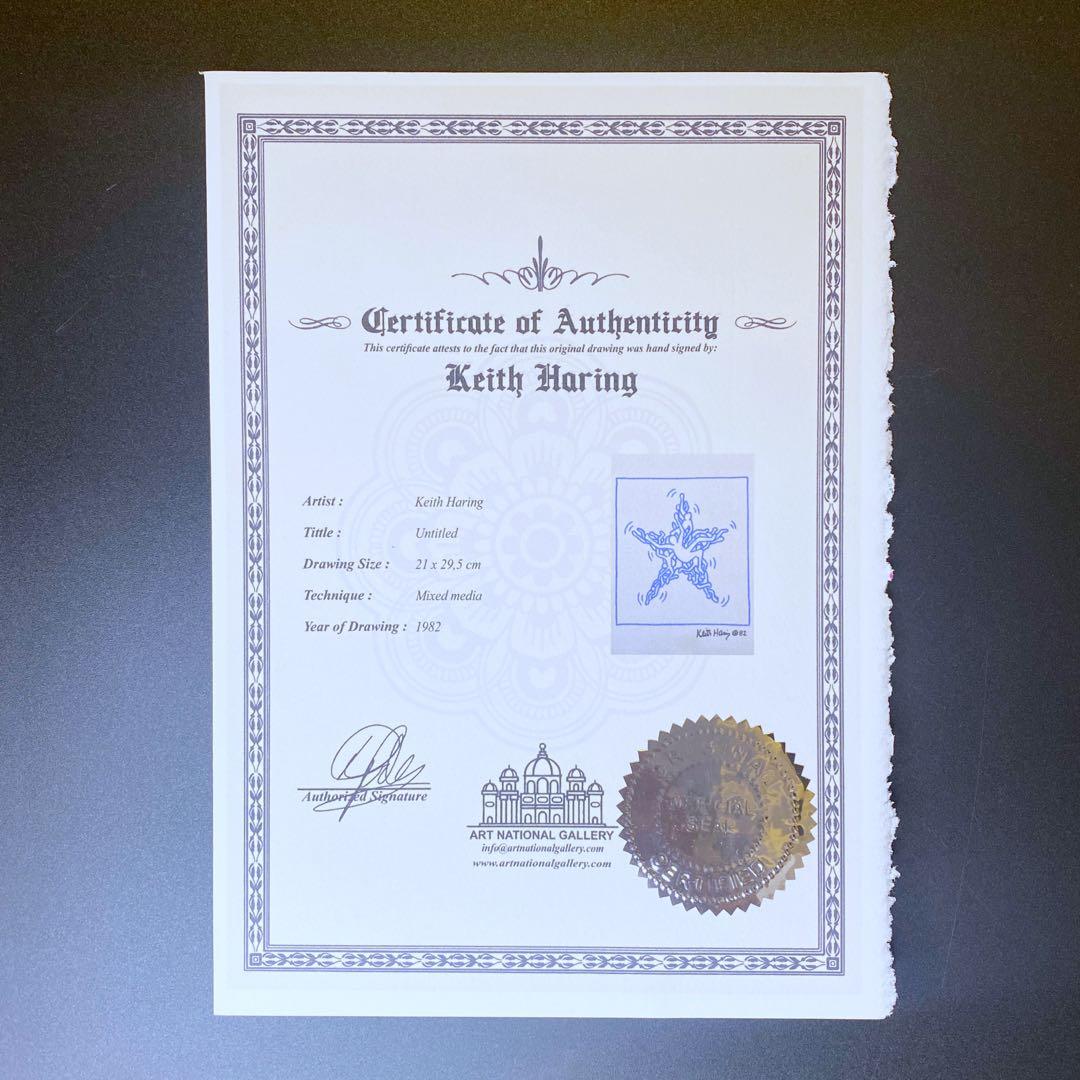 Certificate of Authenticity
This certificate attests to the fact that this original drawing was hand signed by:
Keith Haring
Artist : Keith Haring
Tittle : Untitled
Drawing Size : 21 x 29,5 cm
Technique : Mixed media
Year of Drawing : 1982
Keith Haring ©82
Authorized Signature
ART NATIONAL GALLERY
info@artnationalgallery.com
www.artnationalgallery.com
OFFICIAL
SEAL
CERTIFIED